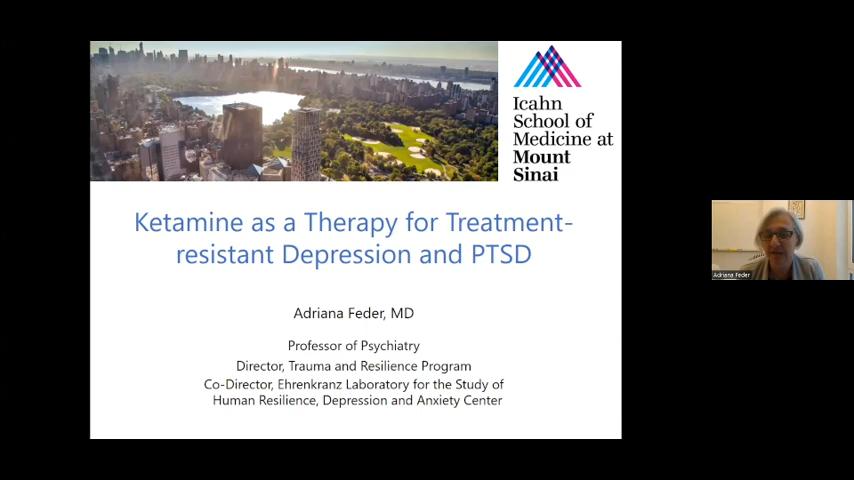 Icahn
School of
Medicine at
Mount
Sinai
Ketamine as a Therapy for Treatment-
resistant Depression and PTSD
Adriana Feder, MD
Professor of Psychiatry
Director, Trauma and Resilience Program
Co-Director, Ehrenkranz Laboratory for the Study of
Human Resilience, Depression and Anxiety Center
Adriana Feder